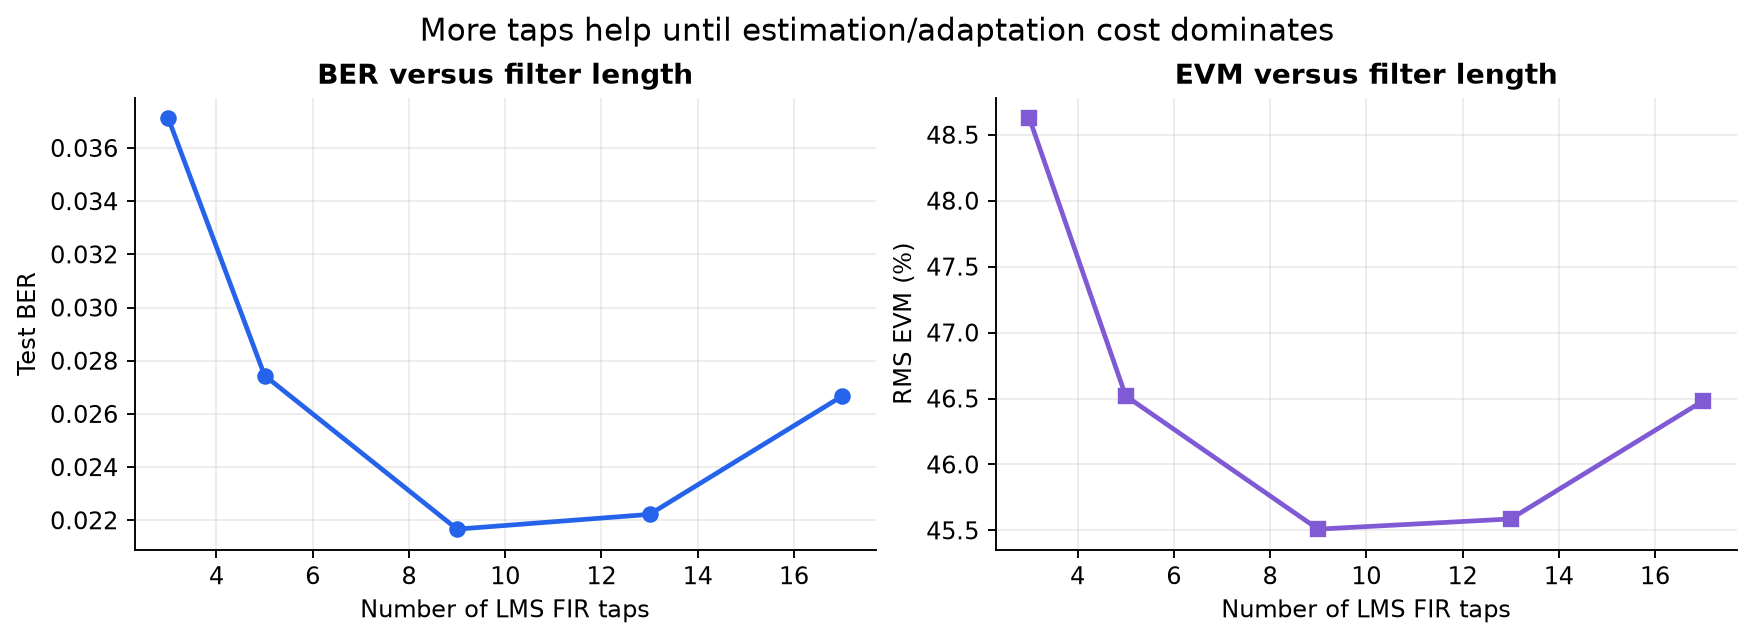 More taps help until estimation/adaptation cost dominates
BER versus filter length
Test BER
0.036
0.034
0.032
0.030
0.028
0.026
0.024
0.022
4 6 8 10 12 14 16
Number of LMS FIR taps
EVM versus filter length
RMS EVM (%)
48.5
48.0
47.5
47.0
46.5
46.0
45.5
4 6 8 10 12 14 16
Number of LMS FIR taps